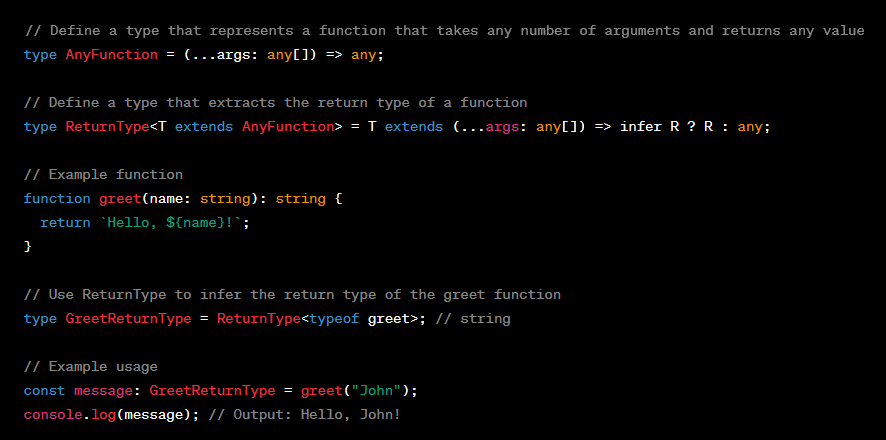 // Define a type that represents a function that takes any number of arguments and returns any value
type AnyFunction = (...args: any[]) => any;

// Define a type that extracts the return type of a function
type ReturnType<T extends AnyFunction> = T extends (...args: any[]) => infer R ? R : any;

// Example function
function greet(name: string): string {
  return `Hello, ${name}!`;
}

// Use ReturnType to infer the return type of the greet function
type GreetReturnType = ReturnType<typeof greet>; // string

// Example usage
const message: GreetReturnType = greet("John");
console.log(message); // Output: Hello, John!